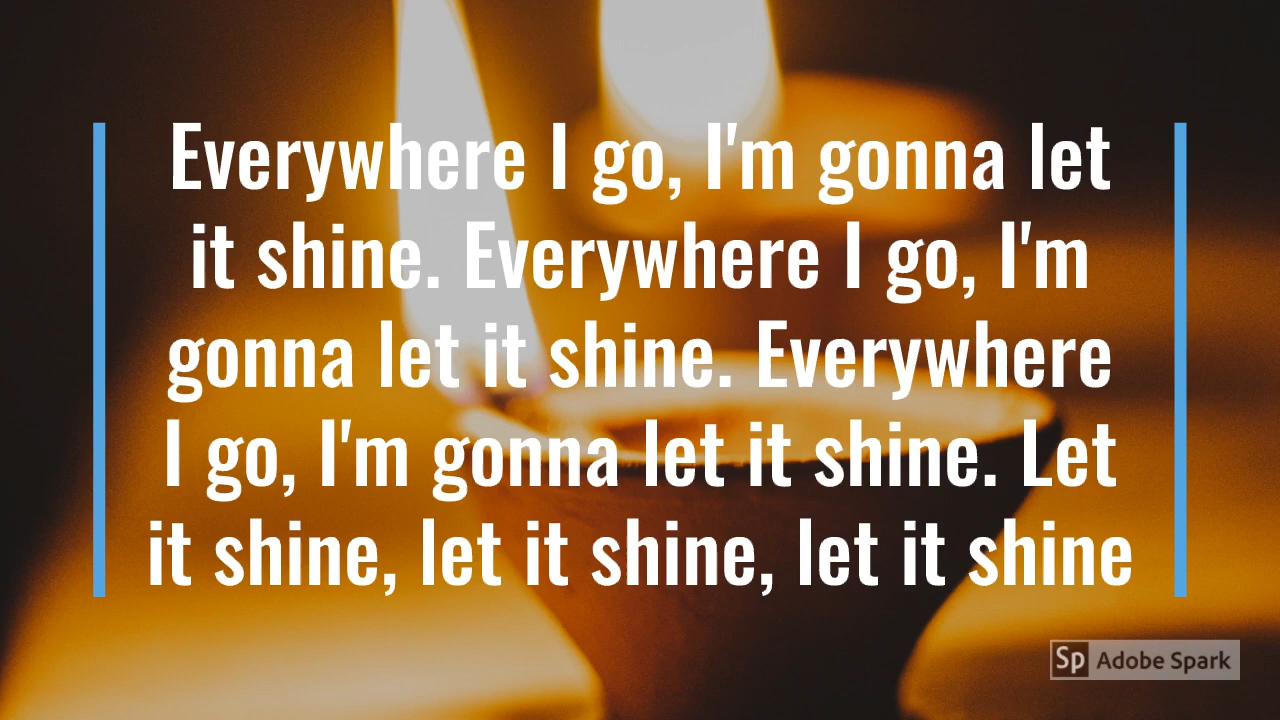 Everywhere I go, I'm gonna let
it shine. Everywhere I go, I'm
gonna let it shine. Everywhere
I go, I'm gonna let it shine. Let
it shine, let it shine, let it shine
Sp Adobe Spark